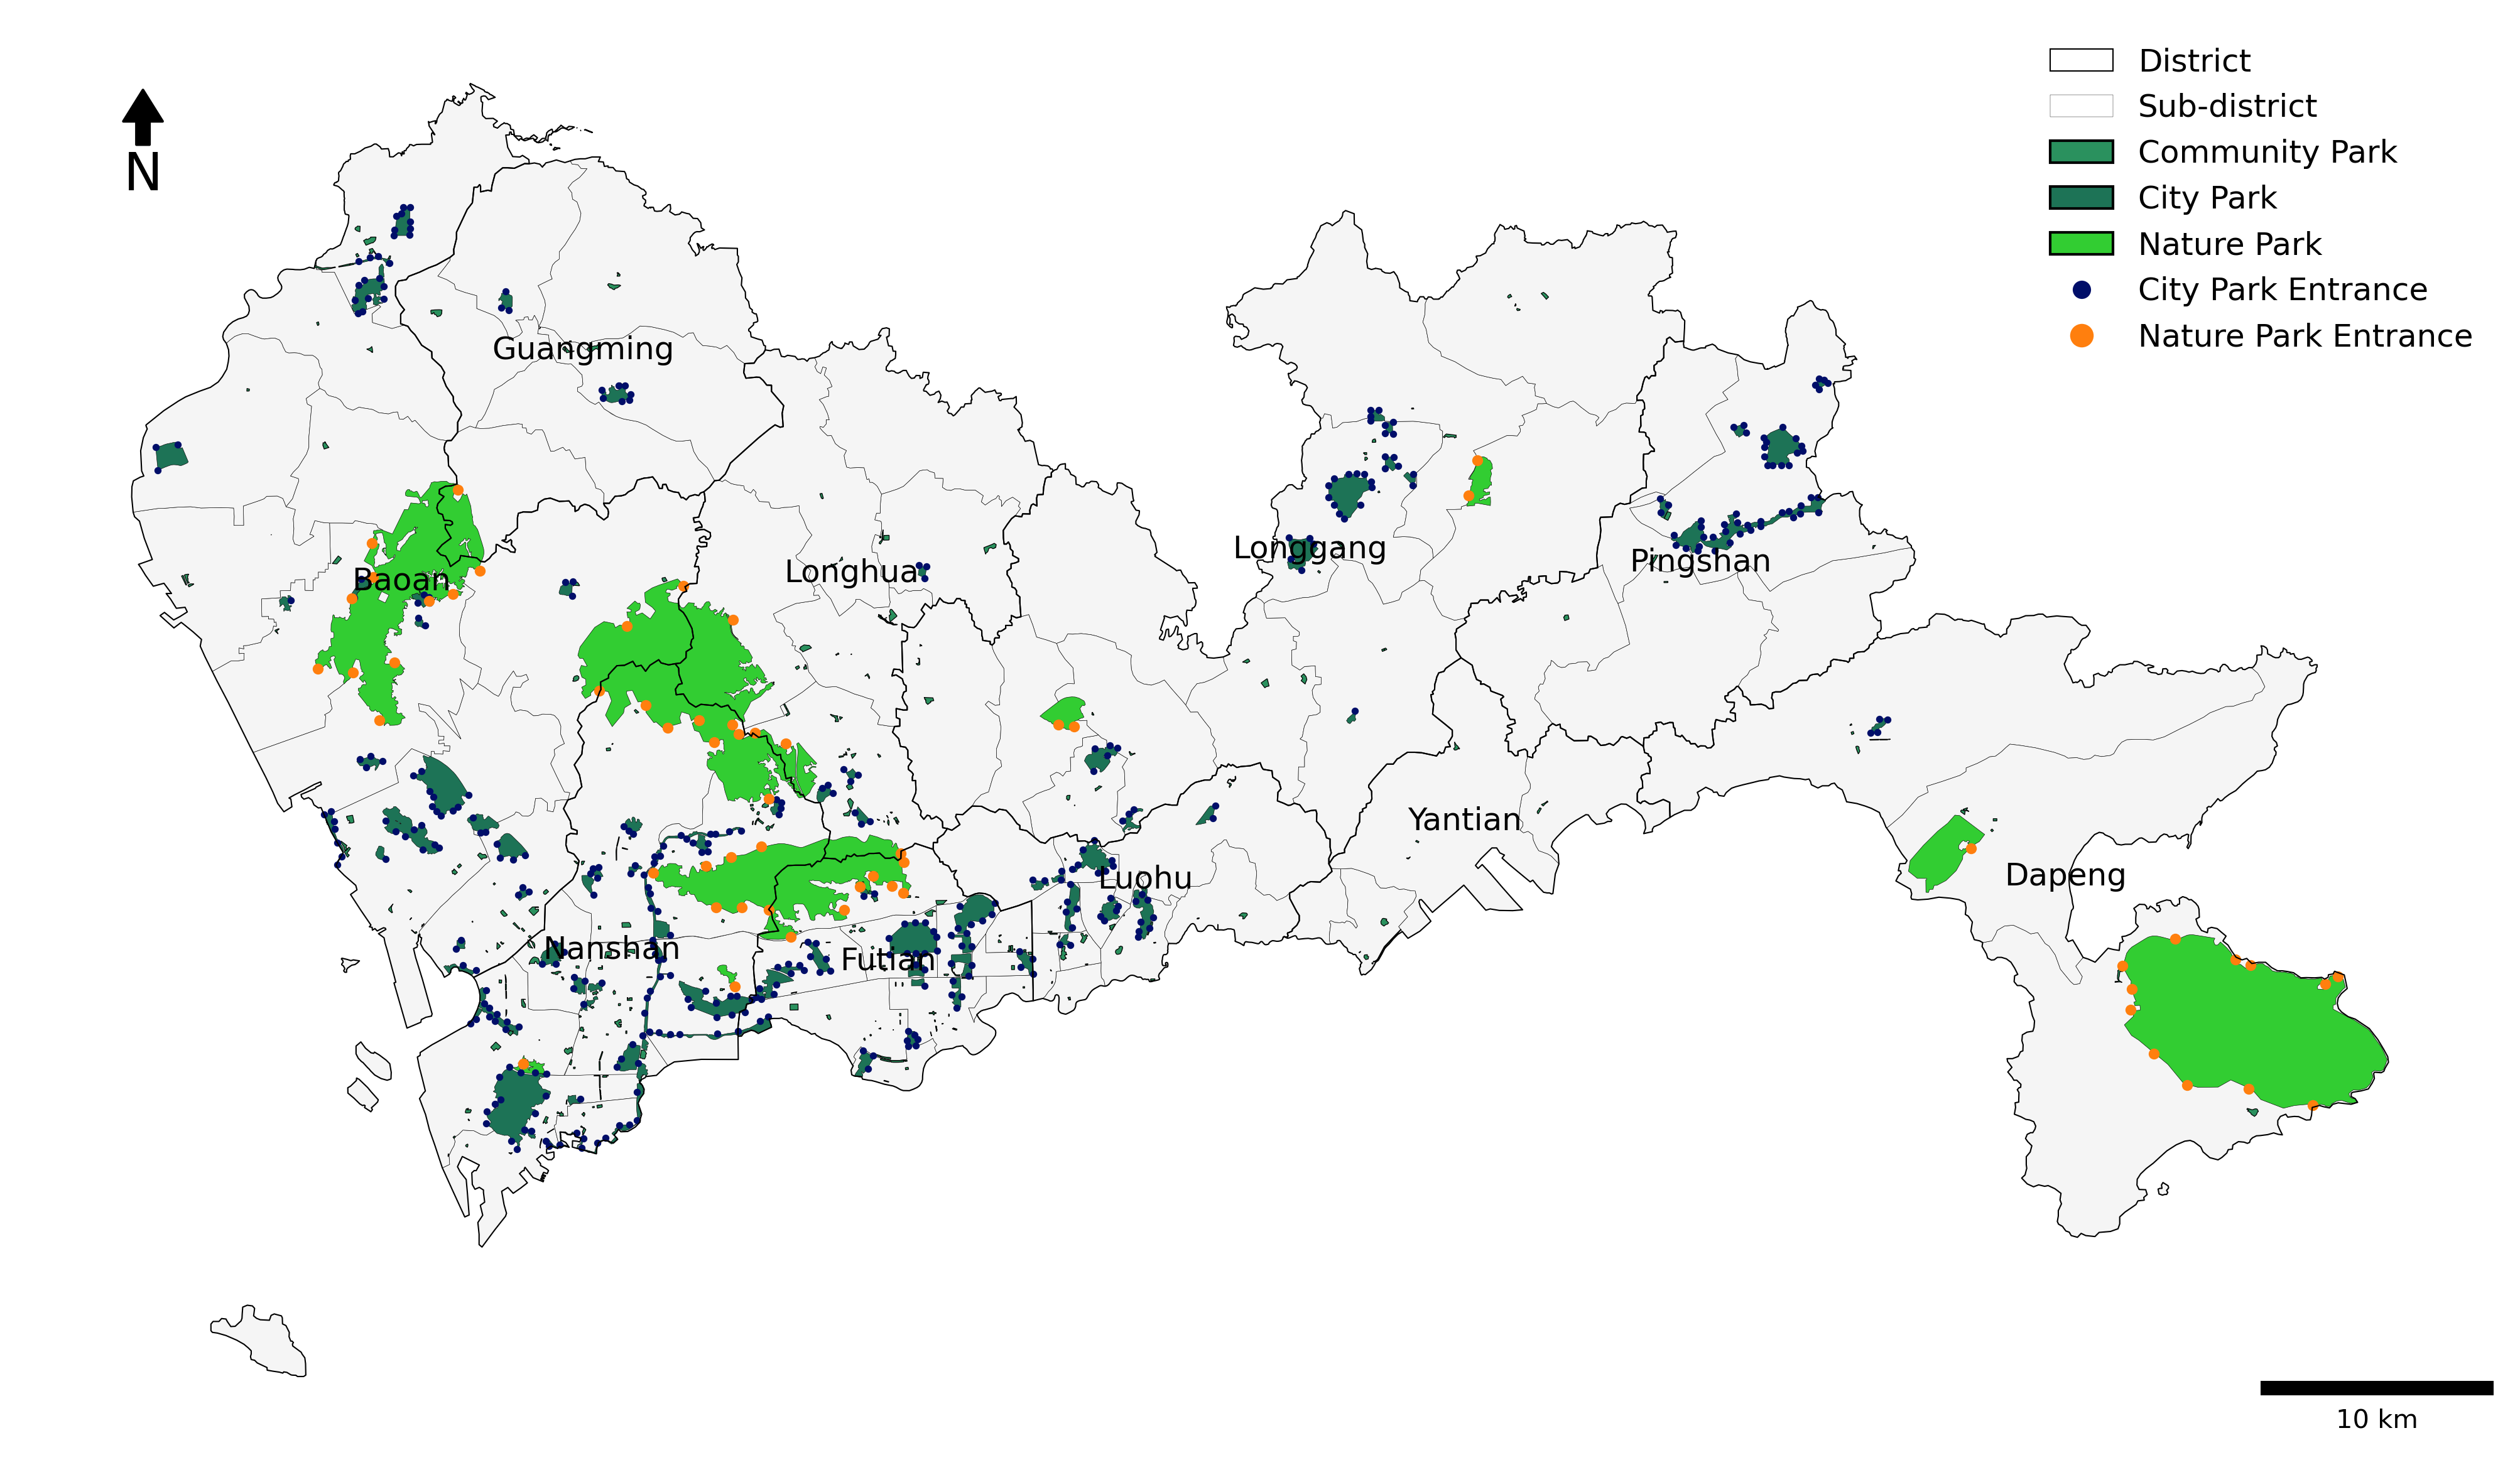 N
District
Sub-district
Community Park
City Park
Nature Park
City Park Entrance
Nature Park Entrance
Guangming
Baoan
Longhua
Longgang
Pingshan
Yantian
Luohu
Dapeng
Nanshan
Futian
10 km